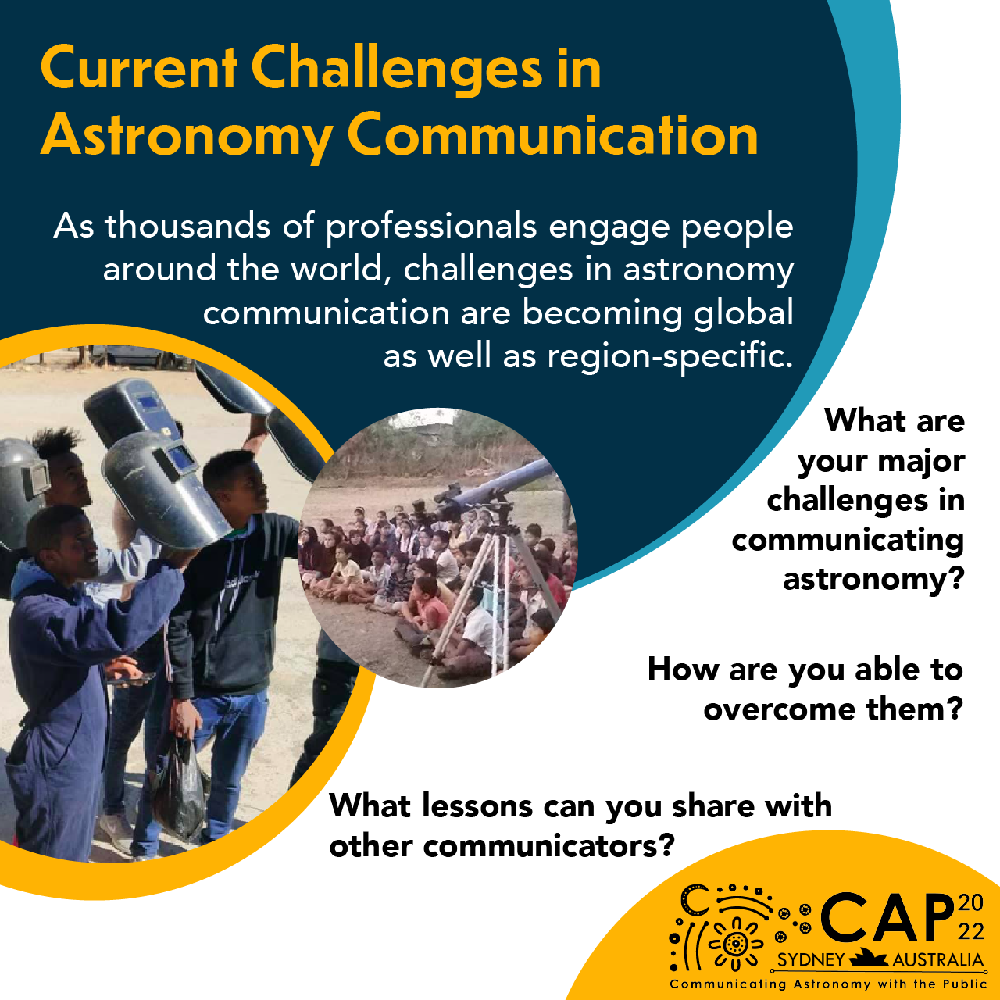 Current Challenges in
Astronomy Communication
As thousands of professionals engage people
around the world, challenges in astronomy
communication are becoming global
as well as region-specific.
What are
your major
challenges in
communicating
astronomy?
How are you able to
overcome them?
What lessons can you share with
other communicators?
CAP 20
22
SYDNEY AUSTRALIA
Communicating Astronomy with the Public